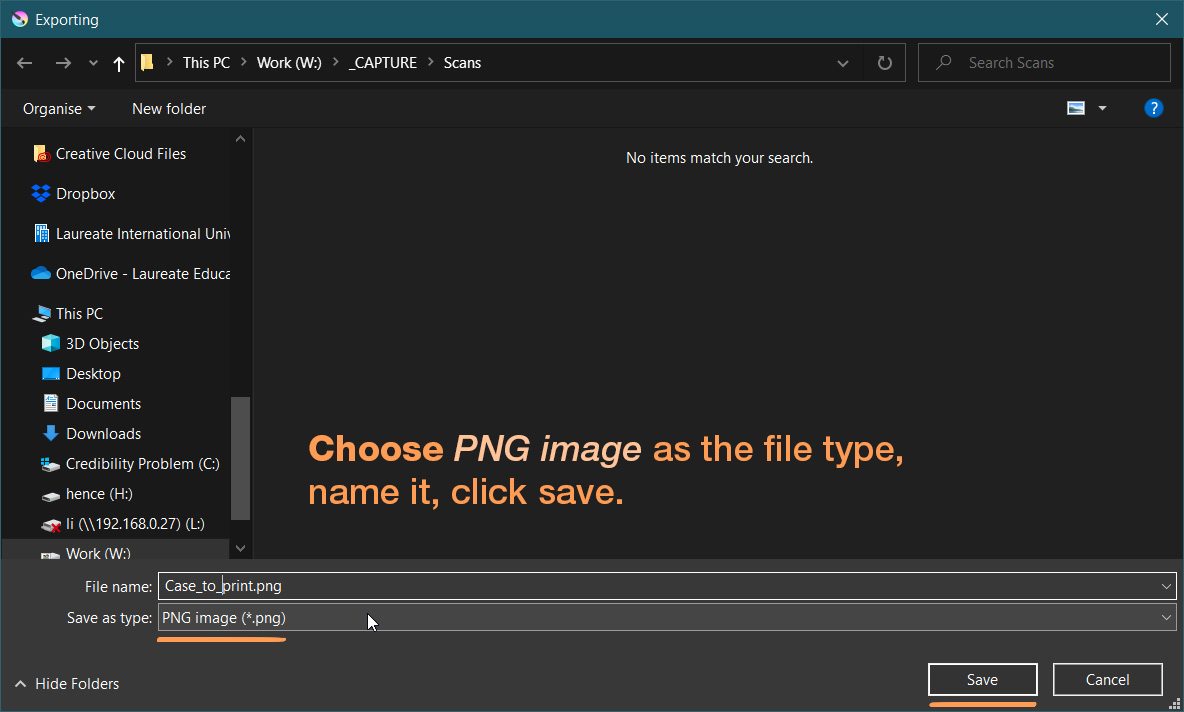 Exporting
This PC Work (W:) _CAPTURE Scans
Search Scans
Organise
New folder
?
Creative Cloud Files
Dropbox
Laureate International Univ
OneDrive - Laureate Educa
This PC
3D Objects
Desktop
Documents
Downloads
Credibility Problem (C:)
hence (H:)
li (\\192.168.0.27) (L:)
Work (W:)
No items match your search.
Choose PNG image as the file type,
name it, click save.
File name: Case_to_print.png
Save as type: PNG image (*.png)
Hide Folders
Save
Cancel